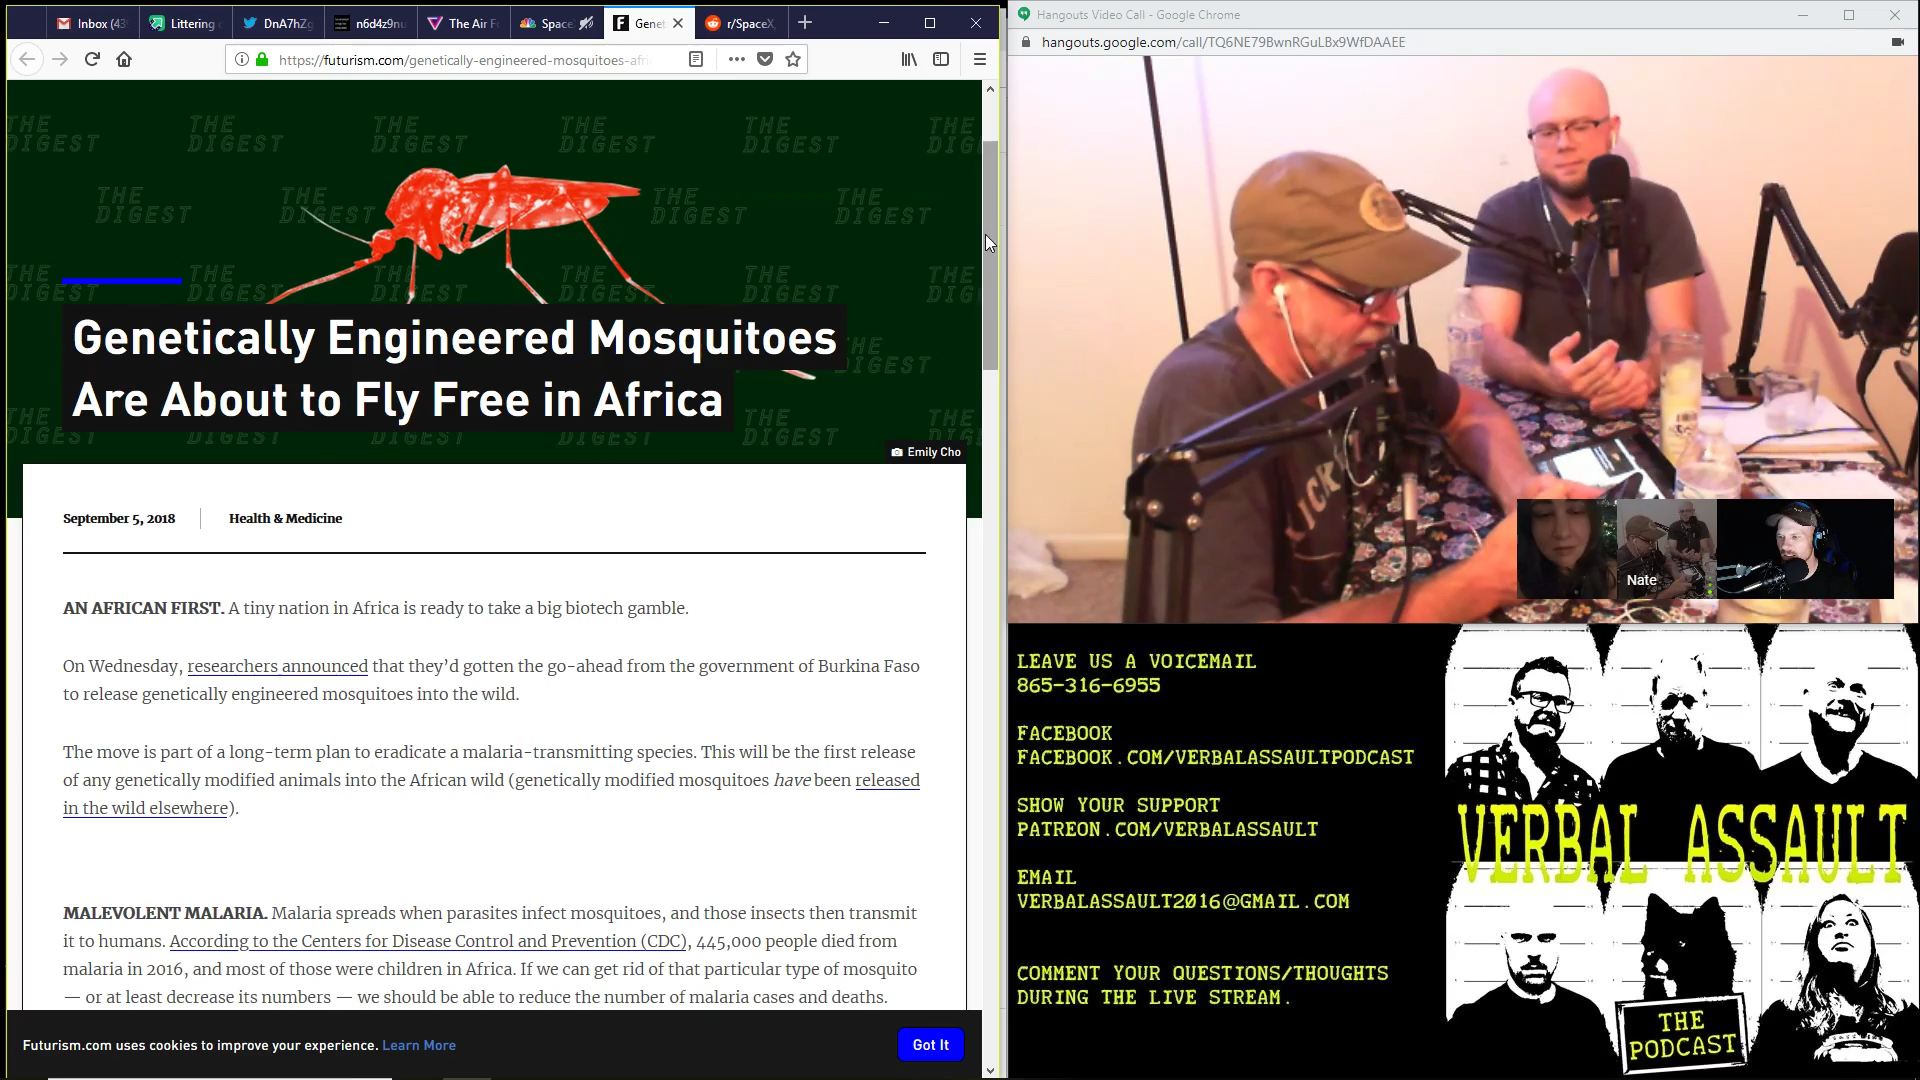 Inbox (43
Littering
DnA7hZg
n6d4z9nu
The Air F
Space
Genet
r/SpaceX
https://futurism.com/genetically-engineered-mosquitoes-afri
THE DIGEST
Genetically Engineered Mosquitoes
Are About to Fly Free in Africa
Emily Cho
September 5, 2018
Health & Medicine
AN AFRICAN FIRST. A tiny nation in Africa is ready to take a big biotech gamble.
On Wednesday, researchers announced that they’d gotten the go-ahead from the government of Burkina Faso
to release genetically engineered mosquitoes into the wild.
The move is part of a long-term plan to eradicate a malaria-transmitting species. This will be the first release
of any genetically modified animals into the African wild (genetically modified mosquitoes have been released
in the wild elsewhere).
MALEVOLENT MALARIA. Malaria spreads when parasites infect mosquitoes, and those insects then transmit
it to humans. According to the Centers for Disease Control and Prevention (CDC), 445,000 people died from
malaria in 2016, and most of those were children in Africa. If we can get rid of that particular type of mosquito
— or at least decrease its numbers — we should be able to reduce the number of malaria cases and deaths.
Futurism.com uses cookies to improve your experience. Learn More
Got It
Hangouts Video Call - Google Chrome
hangouts.google.com/call/TQ6NE79BwnRGuLBx9WfDAAEE
Nate
LEAVE US A VOICEMAIL
865-316-6955
FACEBOOK
FACEBOOK.COM/VERBALASSAULTPODCAST
SHOW YOUR SUPPORT
PATREON.COM/VERBALASSAULT
EMAIL
VERBALASSAULT2016@GMAIL.COM
COMMENT YOUR QUESTIONS/THOUGHTS
DURING THE LIVE STREAM.
VERBAL ASSAULT
THE
PODCAST